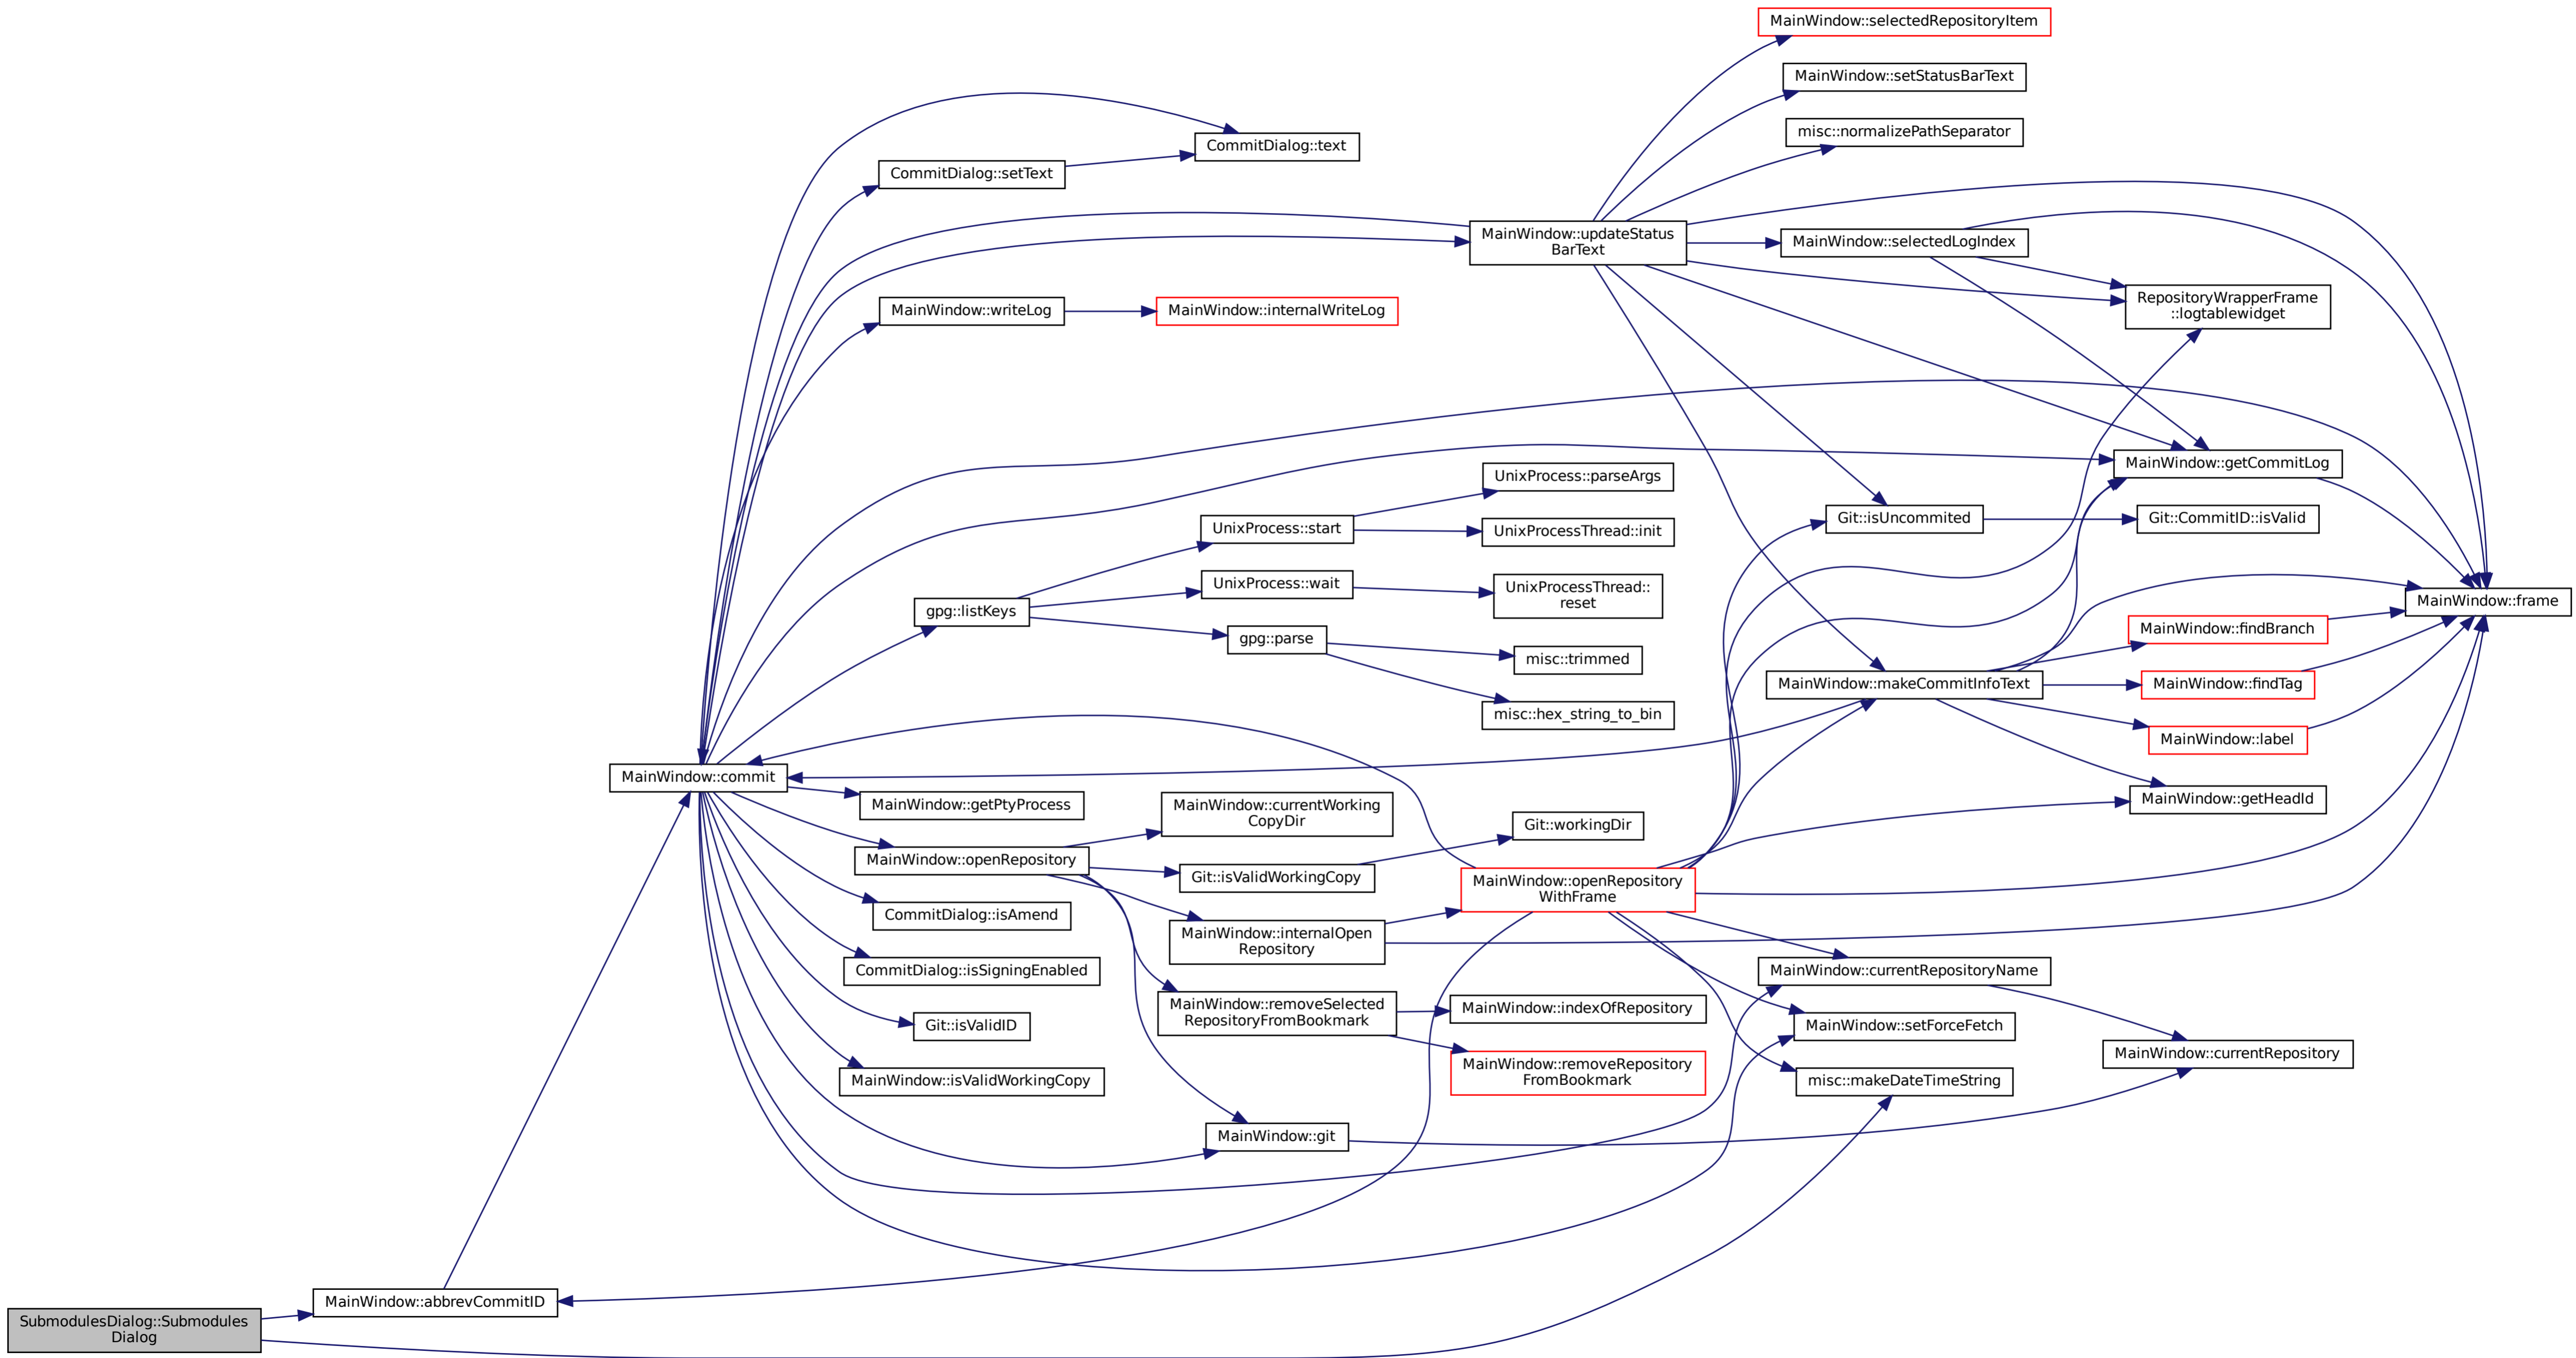 MainWindow::selectedRepositoryItem
MainWindow::setStatusBarText
misc::normalizePathSeparator
CommitDialog::text
CommitDialog::setText
MainWindow::updateStatus
BarText
MainWindow::selectedLogIndex
RepositoryWrapperFrame
::logtablewidget
MainWindow::writeLog
MainWindow::internalWriteLog
MainWindow::getCommitLog
UnixProcess::parseArgs
UnixProcess::start
UnixProcessThread::init
Git::isUncommited
Git::CommitID::isValid
UnixProcess::wait
UnixProcessThread::
reset
gpg::listKeys
MainWindow::frame
gpg::parse
MainWindow::findBranch
misc::trimmed
MainWindow::makeCommitInfoText
MainWindow::findTag
misc::hex_string_to_bin
MainWindow::label
MainWindow::commit
MainWindow::getPtyProcess
MainWindow::currentWorking
CopyDir
MainWindow::getHeadId
Git::workingDir
MainWindow::openRepository
Git::isValidWorkingCopy
MainWindow::openRepository
WithFrame
CommitDialog::isAmend
MainWindow::internalOpen
Repository
CommitDialog::isSigningEnabled
MainWindow::currentRepositoryName
MainWindow::removeSelected
RepositoryFromBookmark
MainWindow::indexOfRepository
Git::isValidID
MainWindow::setForceFetch
MainWindow::currentRepository
MainWindow::removeRepository
FromBookmark
MainWindow::isValidWorkingCopy
misc::makeDateTimeString
MainWindow::git
MainWindow::abbrevCommitID
SubmodulesDialog::Submodules
Dialog